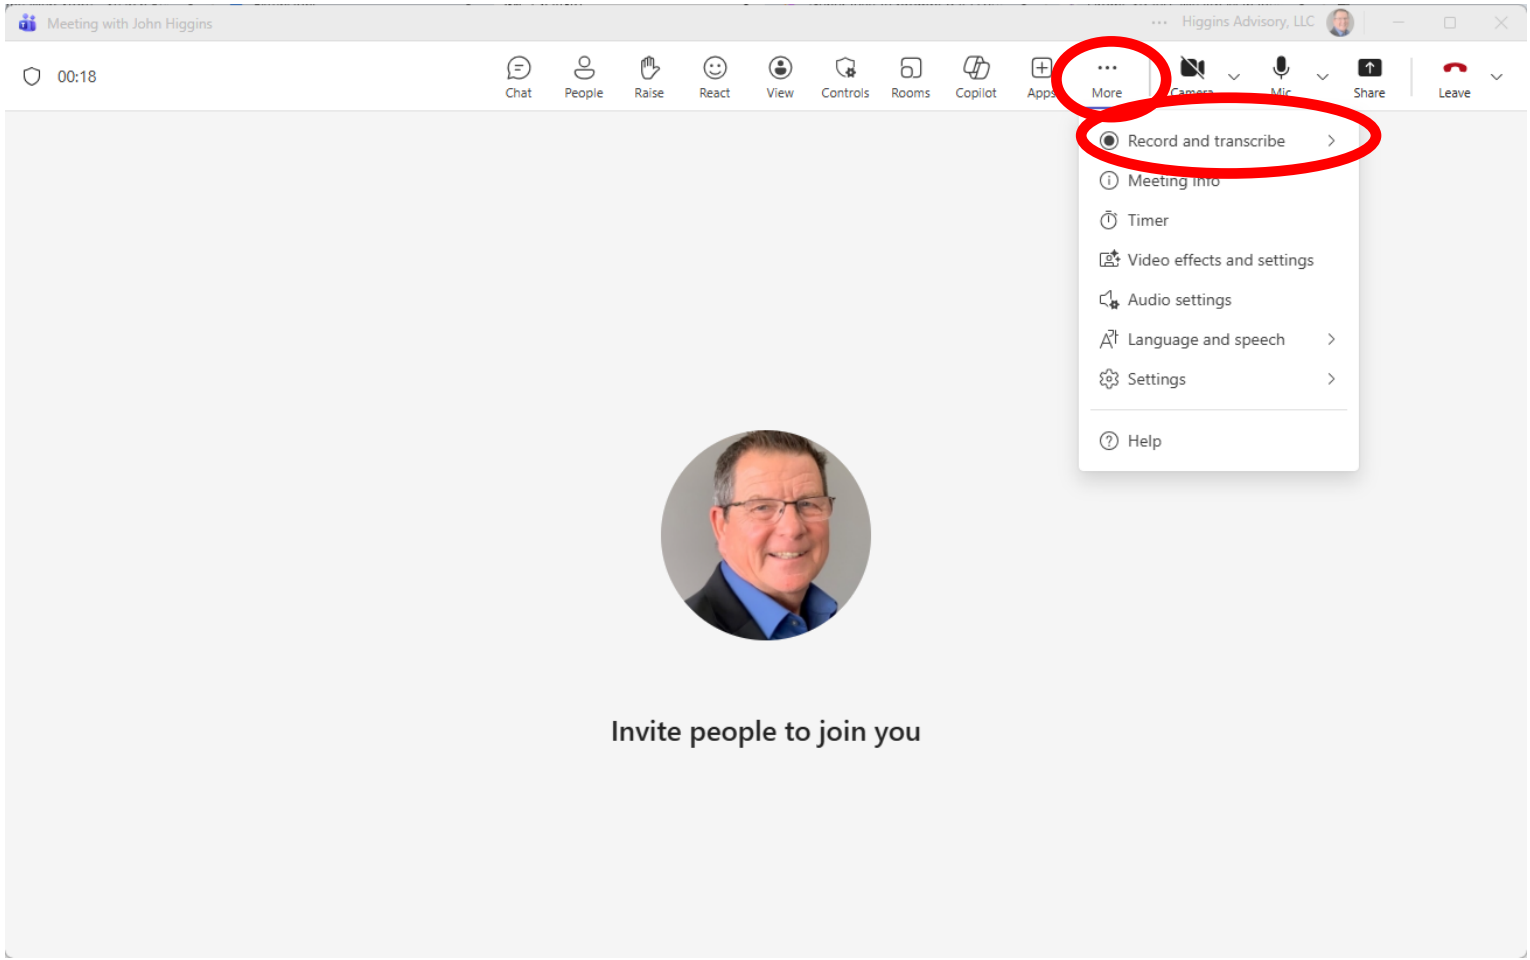 Meeting with John Higgins
Higgins Advisory, LLC
00:18
Chat People Raise React View Controls Rooms Copilot Apps More Camera Mic Share Leave
Record and transcribe
Meeting info
Timer
Video effects and settings
Audio settings
Language and speech
Settings
Help
Invite people to join you